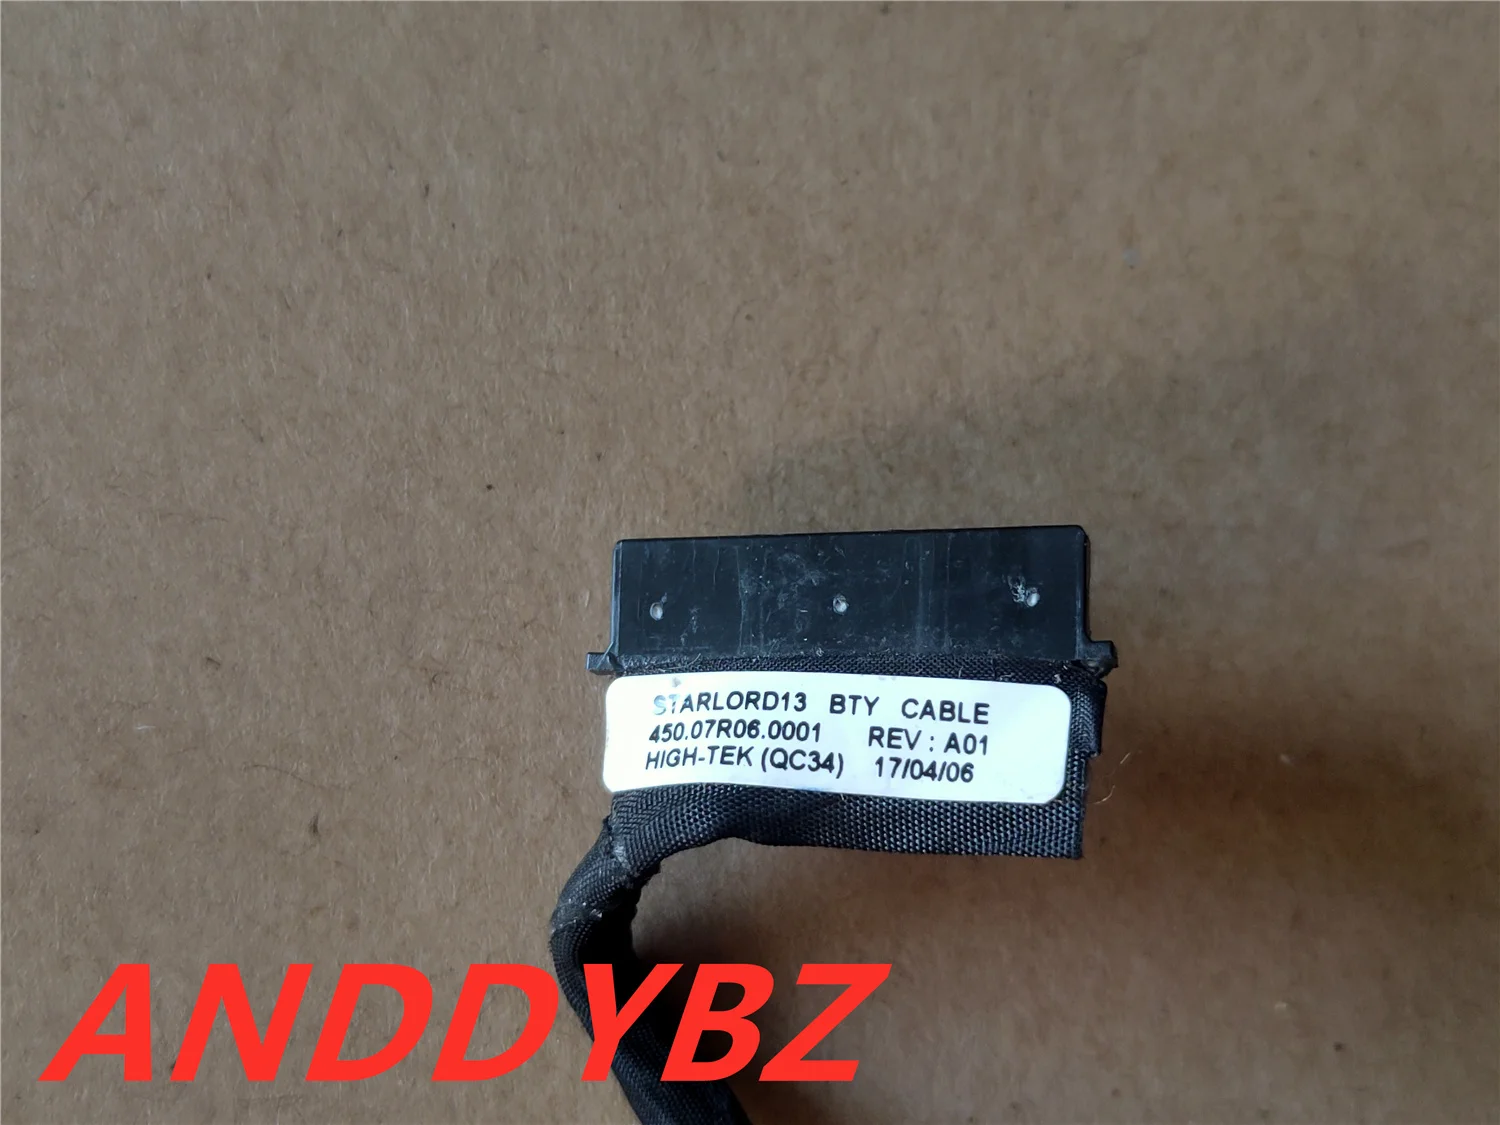 STARLORD13 BTY CABLE
450.07R06.0001 REV : A01
HIGH-TEK (QC34) 17/04/06
ANDDYBZ